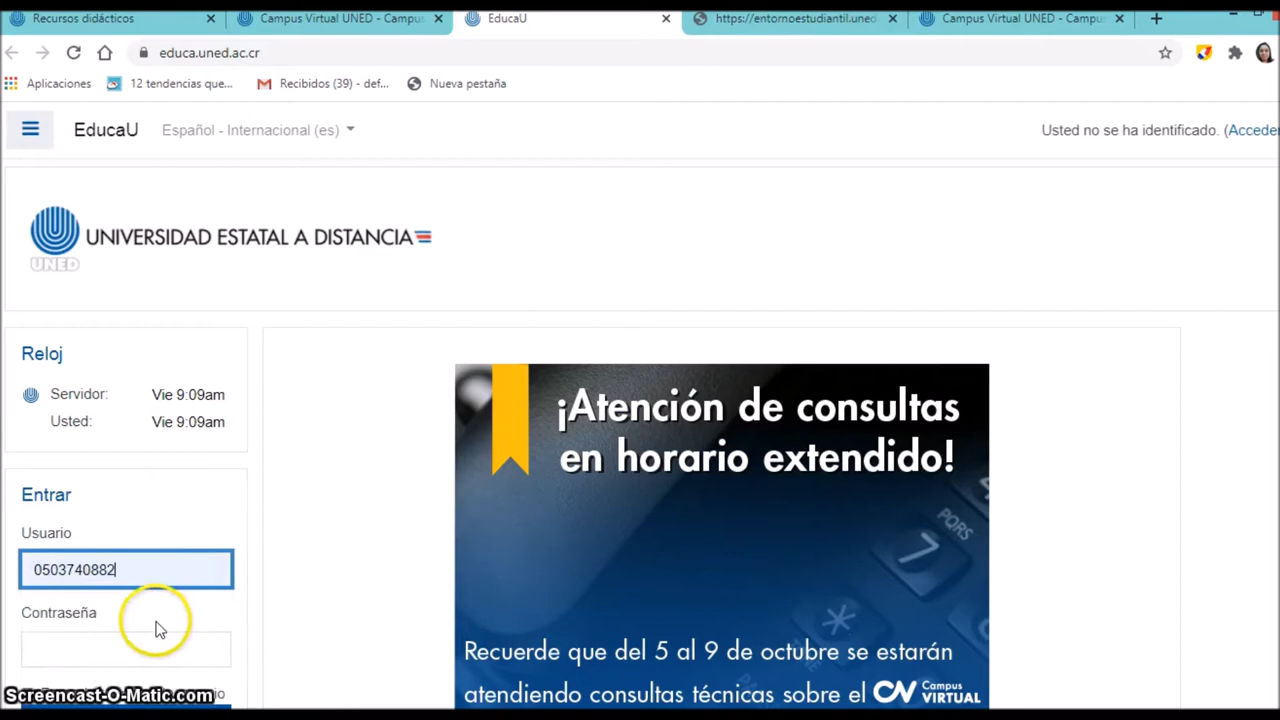 Recursos didácticos
Campus Virtual UNED - Campus
EducaU
https://entornoestudiantil.uned
Campus Virtual UNED - Campus
educa.uned.ac.cr
Aplicaciones
12 tendencias que...
Recibidos (39) - def...
Nueva pestaña
EducaU
Español - Internacional (es)
Usted no se ha identificado. (Accede
UNIVERSIDAD ESTATAL A DISTANCIA
UNED
Reloj
Servidor: Vie 9:09am
Usted: Vie 9:09am
Entrar
Usuario
0503740882
Contraseña
¡Atención de consultas
en horario extendido!
PQRS
7
Recuerde que del 5 al 9 de octubre se estarán
atendiendo consultas técnicas sobre el CV Campus
VIRTUAL
Screencast-O-Matic.com